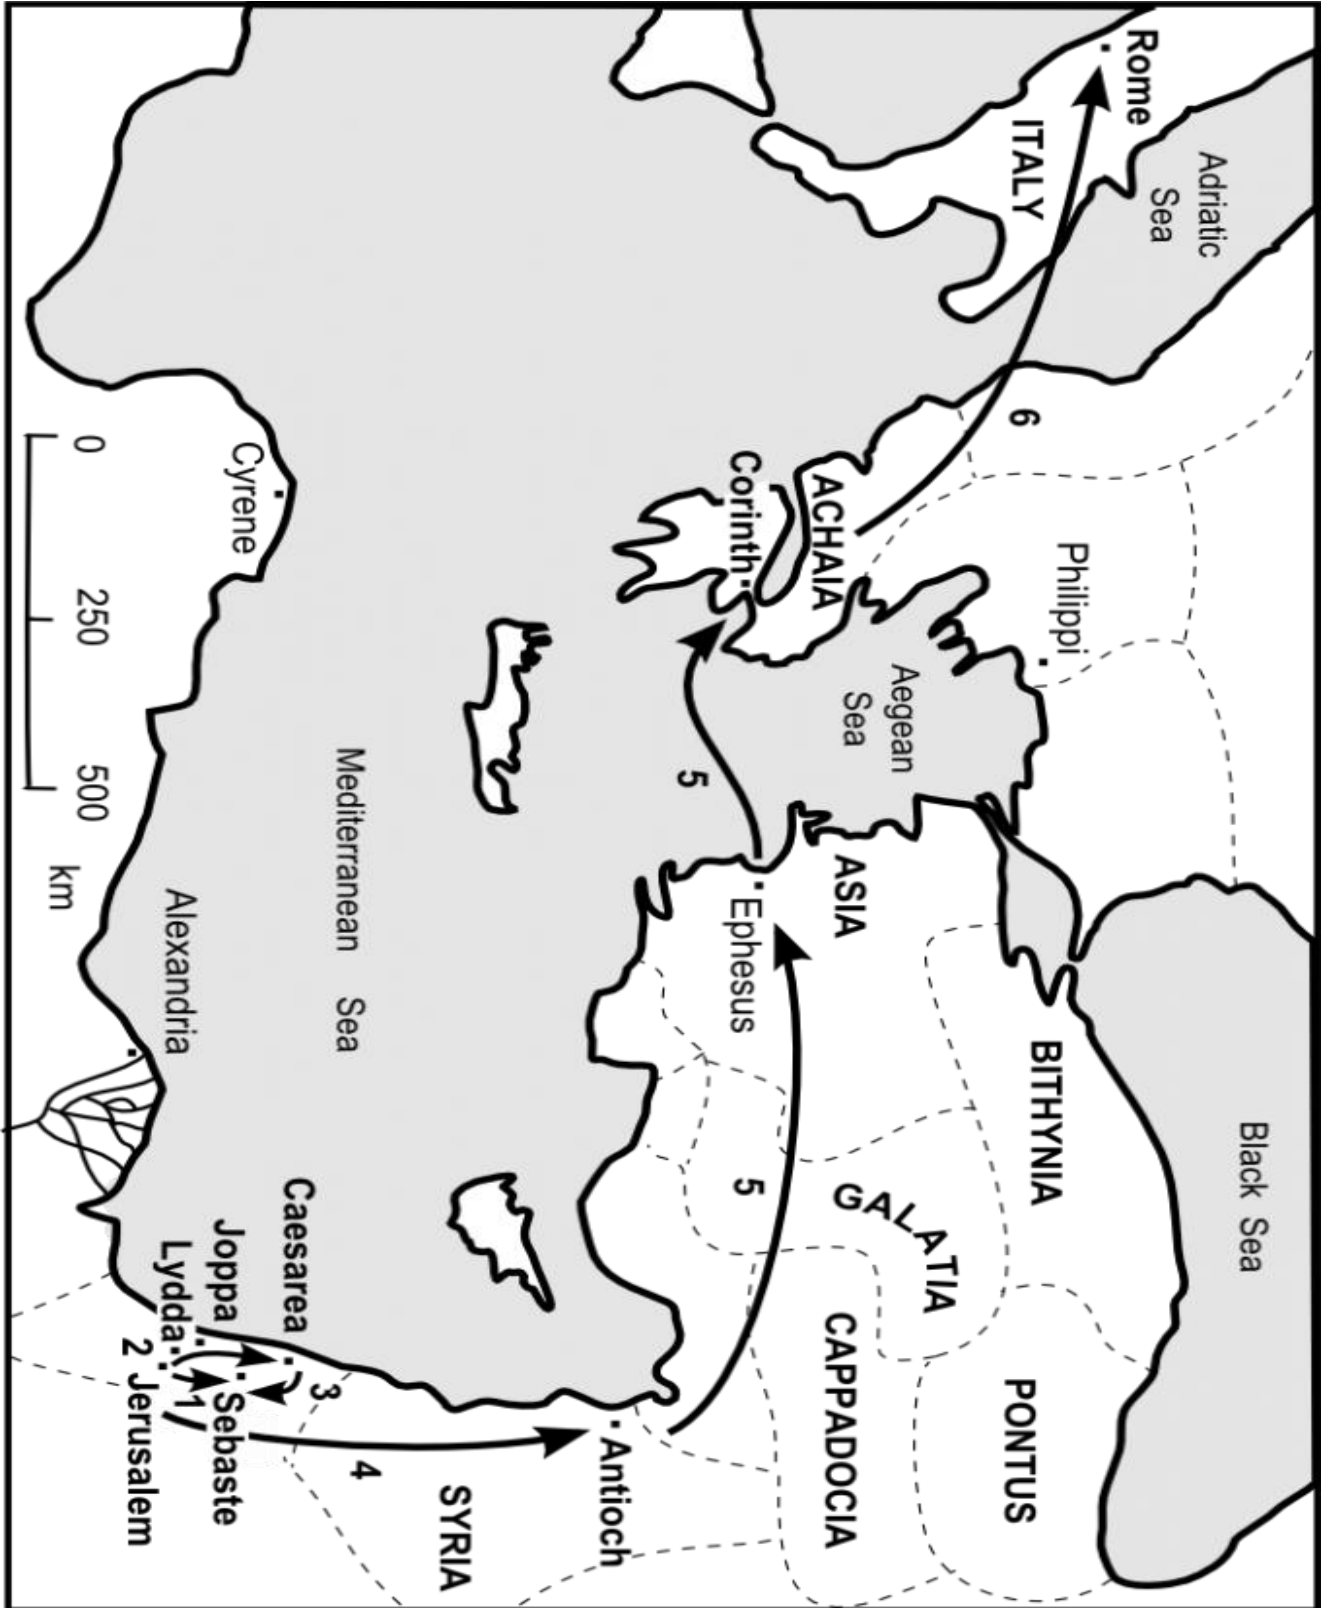 Rome
ITALY
Adriatic
Sea
6
Philippi
ACHAIA
Corinth
Aegean
Sea
5
ASIA
Ephesus
BITHYNIA
Black Sea
GALATIA
PONTUS
CAPPADOCIA
5
Antioch
SYRIA
4
Mediterranean Sea
Cyrene
Alexandria
Caesarea
3
Joppa
Sebaste
Lydda
1
2
Jerusalem
0 250 500
km